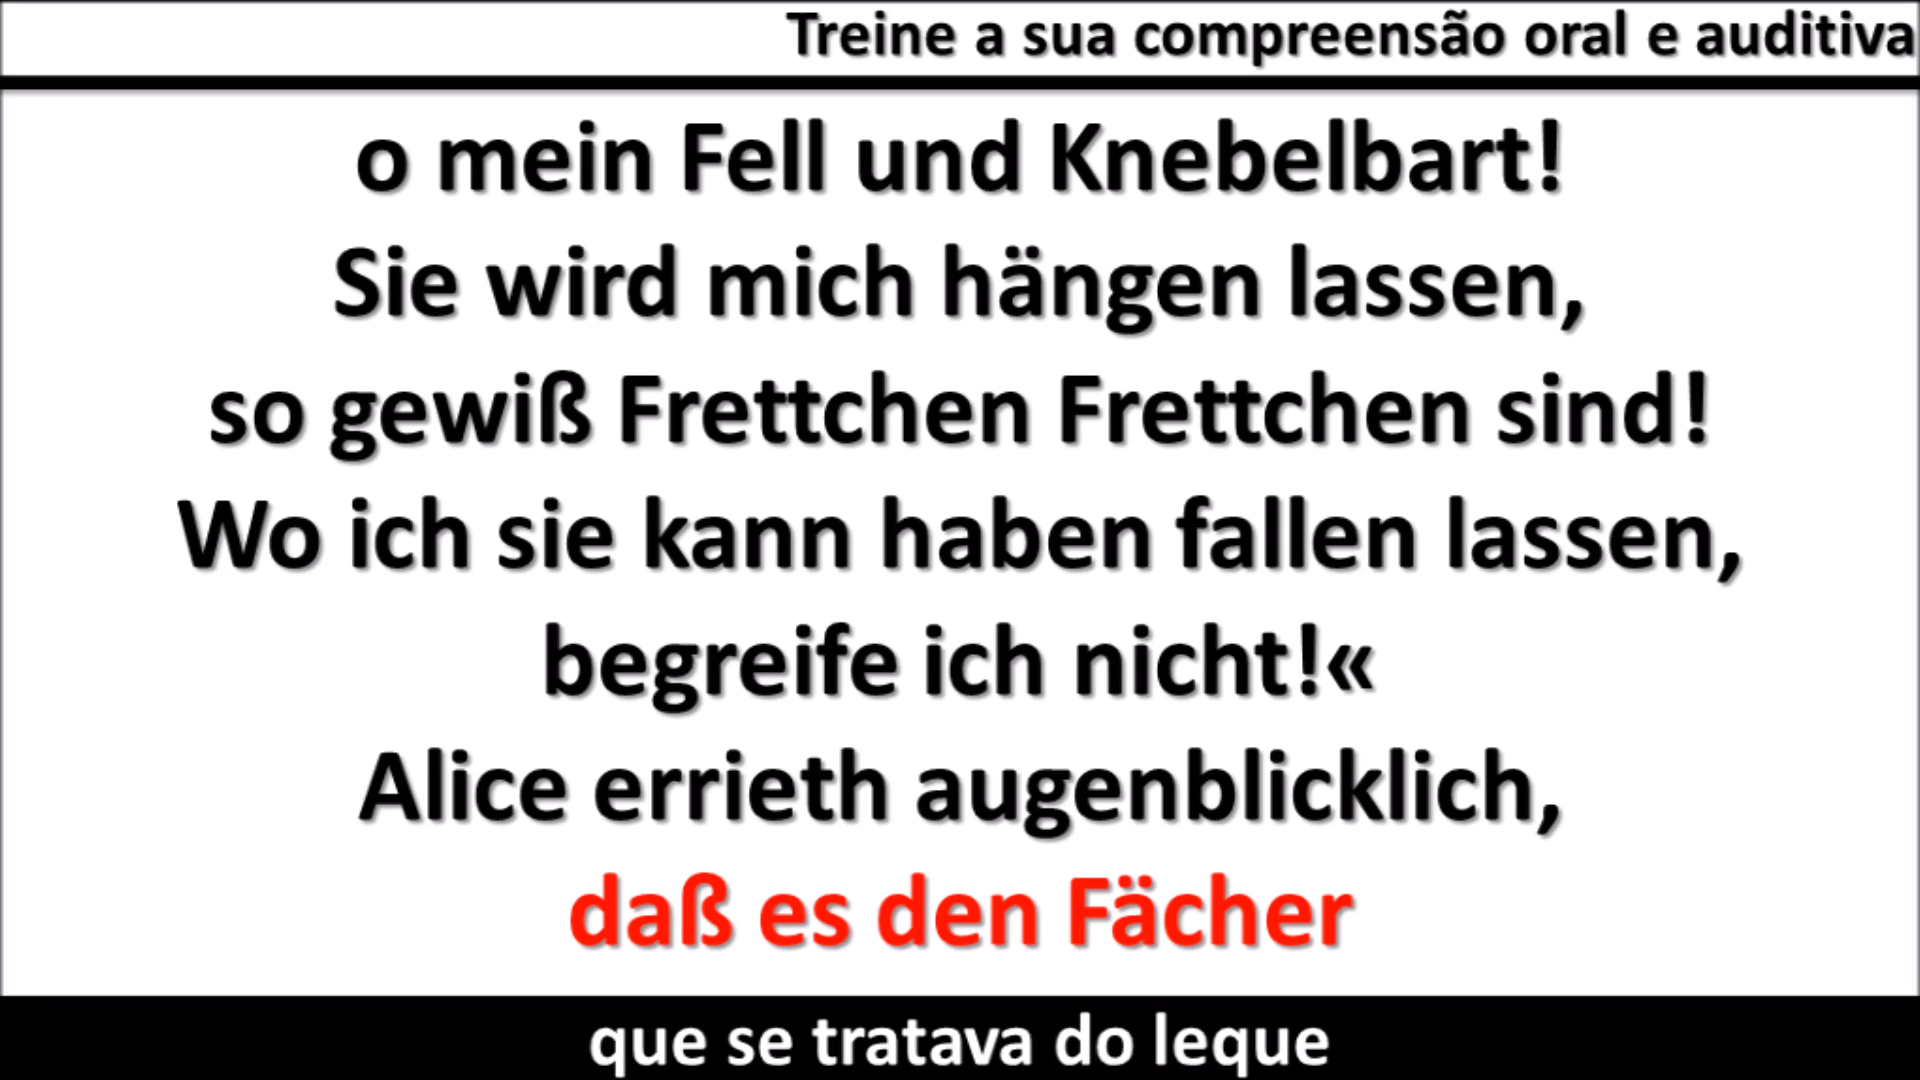 Treine a sua compreensão oral e auditiva
o mein Fell und Knebelbart!
Sie wird mich hängen lassen,
so gewiß Frettchen Frettchen sind!
Wo ich sie kann haben fallen lassen,
begreife ich nicht!«
Alice errieth augenblicklich,
daß es den Fächer
que se tratava do leque